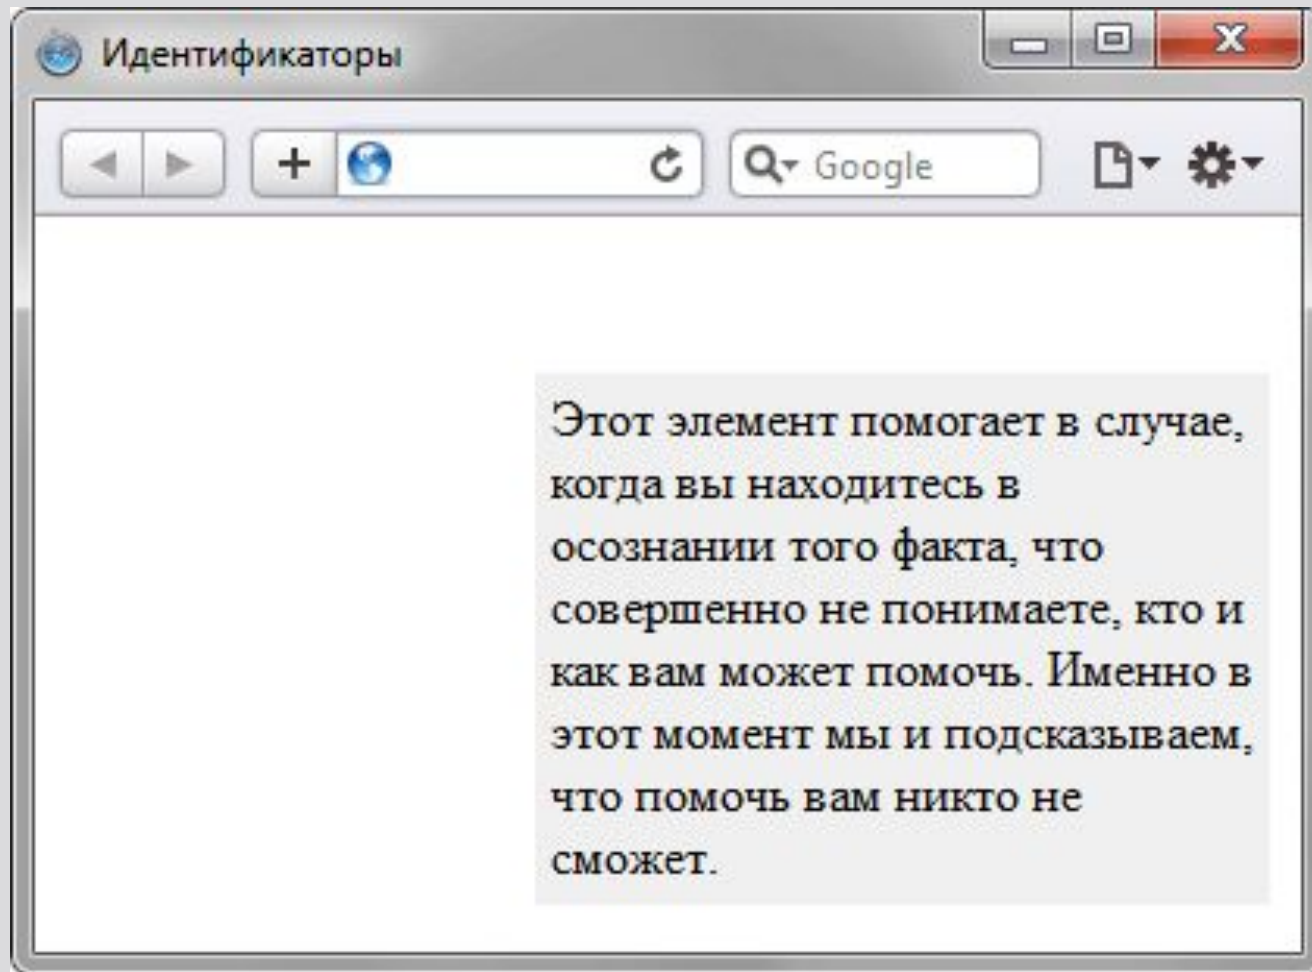 Идентификаторы
Google
Этот элемент помогает в случае,
когда вы находитесь в
осознании того факта, что
совершенно не понимаете, кто и
как вам может помочь. Именно в
этот момент мы и подсказываем,
что помочь вам никто не
сможет.